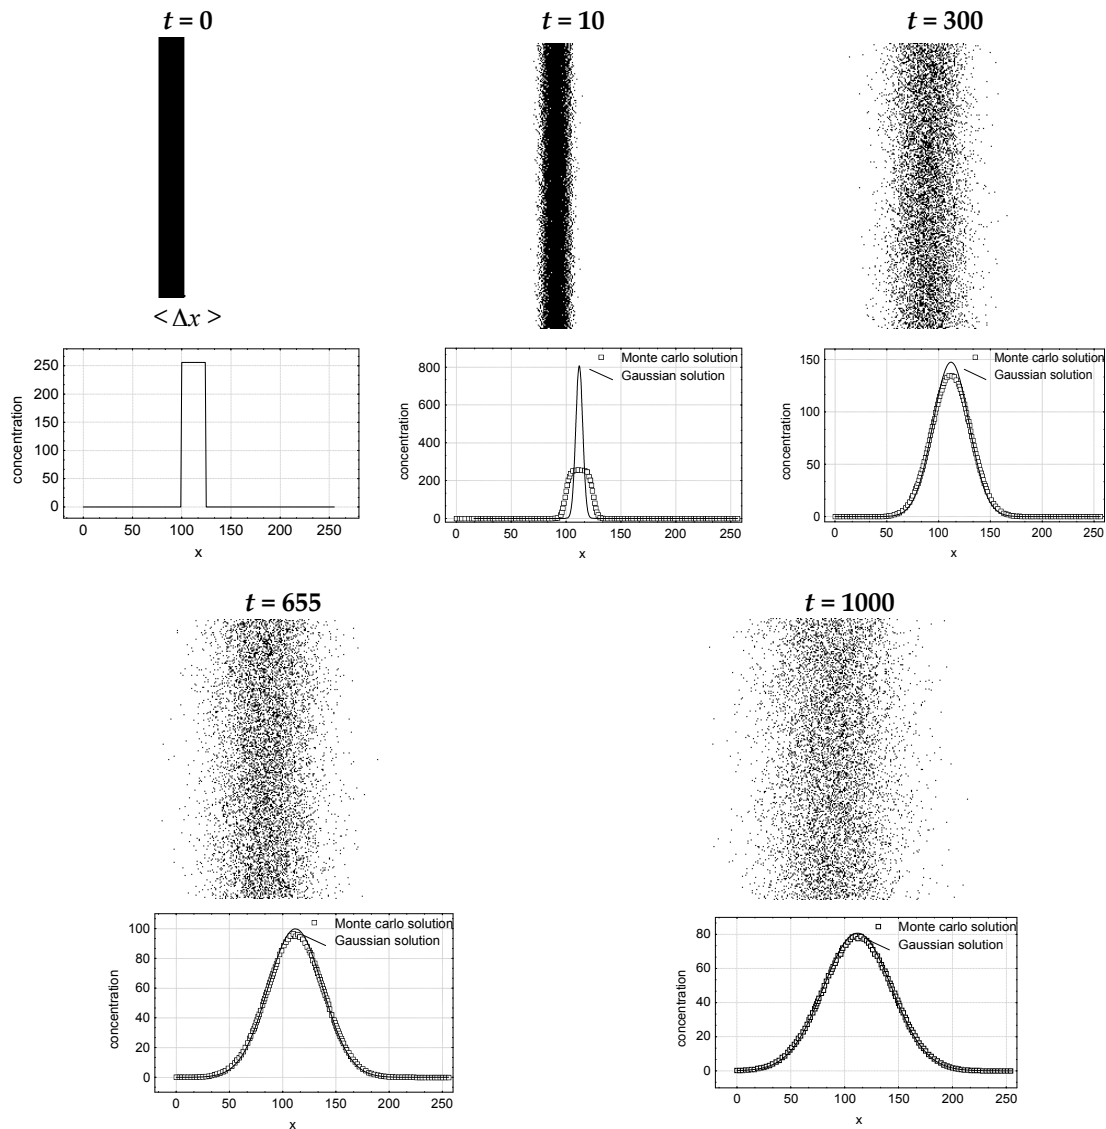 t = 0
t = 10
t = 300
< Δx >
250
200
150
100
50
0
concentration
0 50 100 150 200 250
x
Monte carlo solution
Gaussian solution
800
600
400
200
0
concentration
0 50 100 150 200 250
x
Monte carlo solution
Gaussian solution
150
100
50
0
concentration
0 50 100 150 200 250
x
t = 655
t = 1000
Monte carlo solution
Gaussian solution
100
80
60
40
20
0
concentration
0 50 100 150 200 250
x
Monte carlo solution
Gaussian solution
80
60
40
20
0
concentration
0 50 100 150 200 250
x